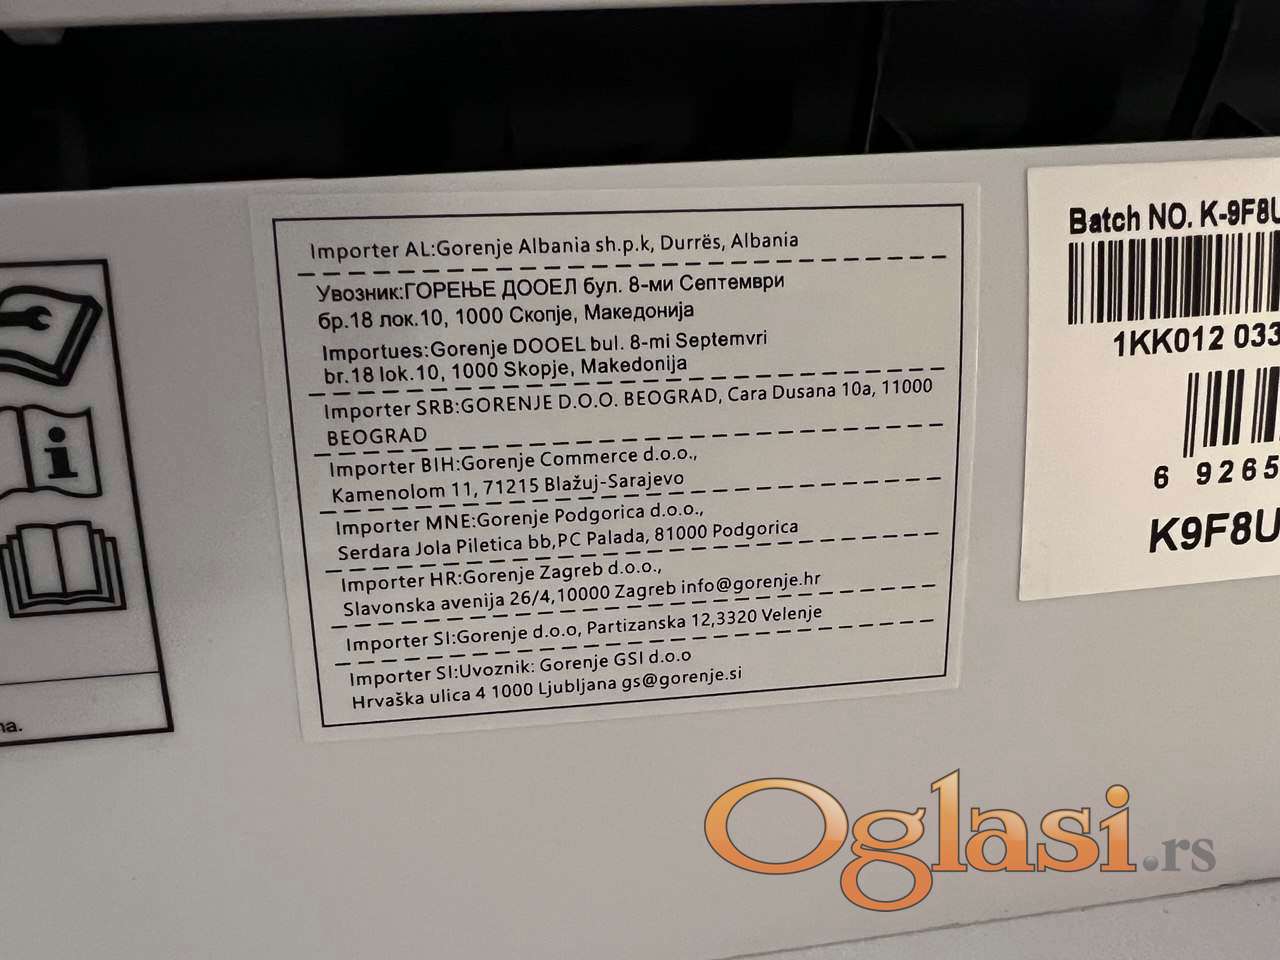 Importer AL:Gorenje Albania sh.p.k, Durrës, Albania
Увозник:ГОРЕЊЕ ДООЕЛ бул. 8-ми Септември
бр.18 лок.10, 1000 Скопје, Македонија
Importues:Gorenje DOOEL bul. 8-mi Septemvri
br.18 lok.10, 1000 Skopje, Makedonija
Importer SRB:GORENJE D.O.O. BEOGRAD, Cara Dusana 10a, 11000
BEOGRAD
Importer BIH:Gorenje Commerce d.o.o.,
Kamenolom 11, 71215 Blažuj-Sarajevo
Importer MNE:Gorenje Podgorica d.o.o.,
Serdara Jola Piletica bb,PC Palada, 81000 Podgorica
Importer HR:Gorenje Zagreb d.o.o.,
Slavonska avenija 26/4,10000 Zagreb info@gorenje.hr
Importer SI:Gorenje d.o.o, Partizanska 12,3320 Velenje
Importer SI:Uvoznik: Gorenje GSI d.o.o
Hrvaška ulica 4 1000 Ljubljana gs@gorenje.si
Batch NO. K-9F8U
1KK012 033
6 9265
K9F8U
Oglasi.rs